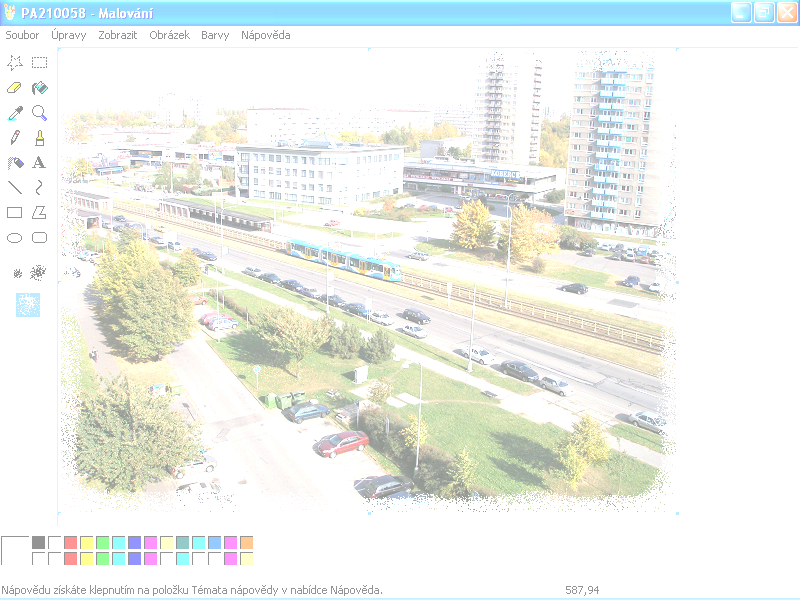 PA210058 - Malování
Soubor Úpravy Zobrazit Obrázek Barvy Nápověda
A
KOBERCE
Nápovědu získáte klepnutím na položku Témata nápovědy v nabídce Nápověda.
587,94